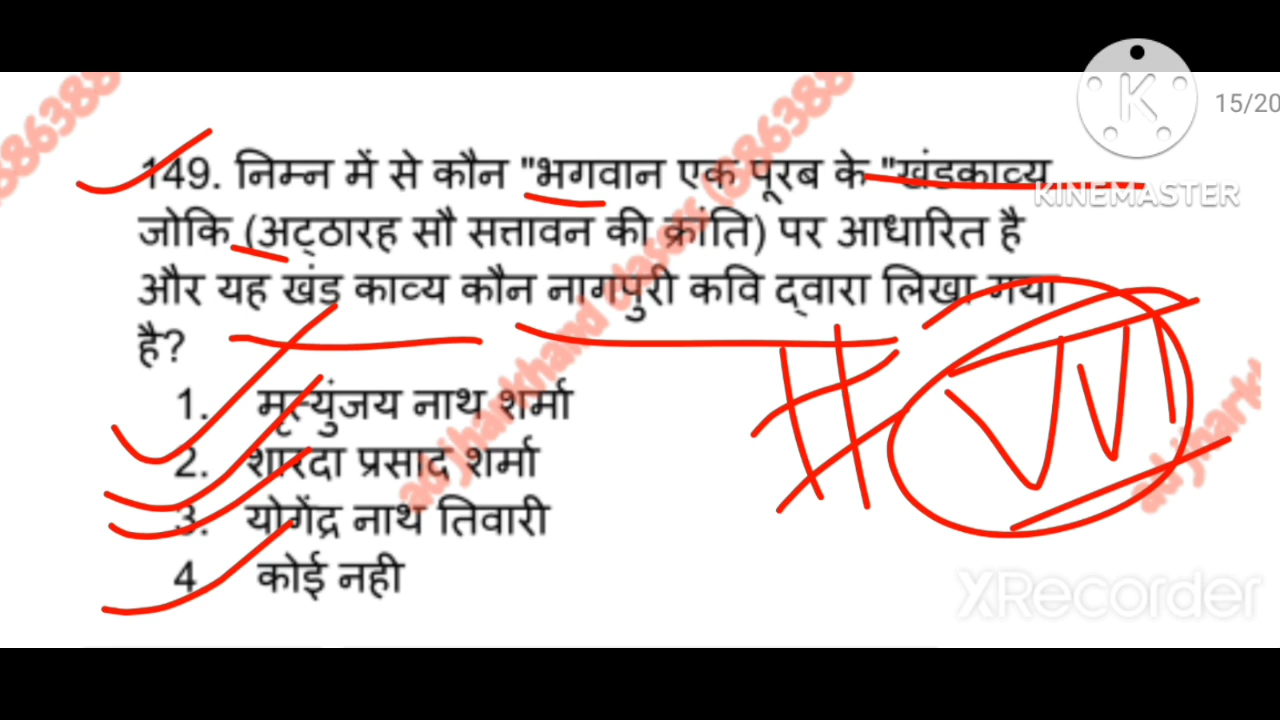 15/20
149. निम्न में से कौन "भगवान एक पूरब के "खंडकाव्य
KINEMASTER
जोकि (अट्ठारह सौ सत्तावन की क्रांति) पर आधारित है
और यह खंड काव्य कौन नागपुरी कवि द्वारा लिखा गया
है?
1. मृत्युंजय नाथ शर्मा
2. शारदा प्रसाद शर्मा
3. योगेंद्र नाथ तिवारी
4 कोई नही
XRecorder